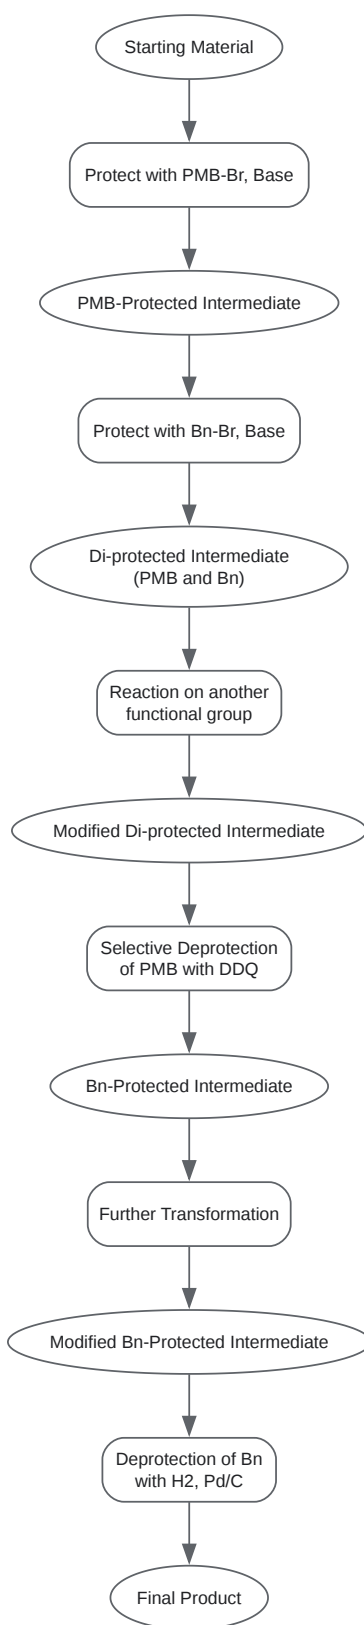 Starting Material
Protect with PMB-Br, Base
PMB-Protected Intermediate
Protect with Bn-Br, Base
Di-protected Intermediate
(PMB and Bn)
Reaction on another
functional group
Modified Di-protected Intermediate
Selective Deprotection
of PMB with DDQ
Bn-Protected Intermediate
Further Transformation
Modified Bn-Protected Intermediate
Deprotection of Bn
with H2, Pd/C
Final Product